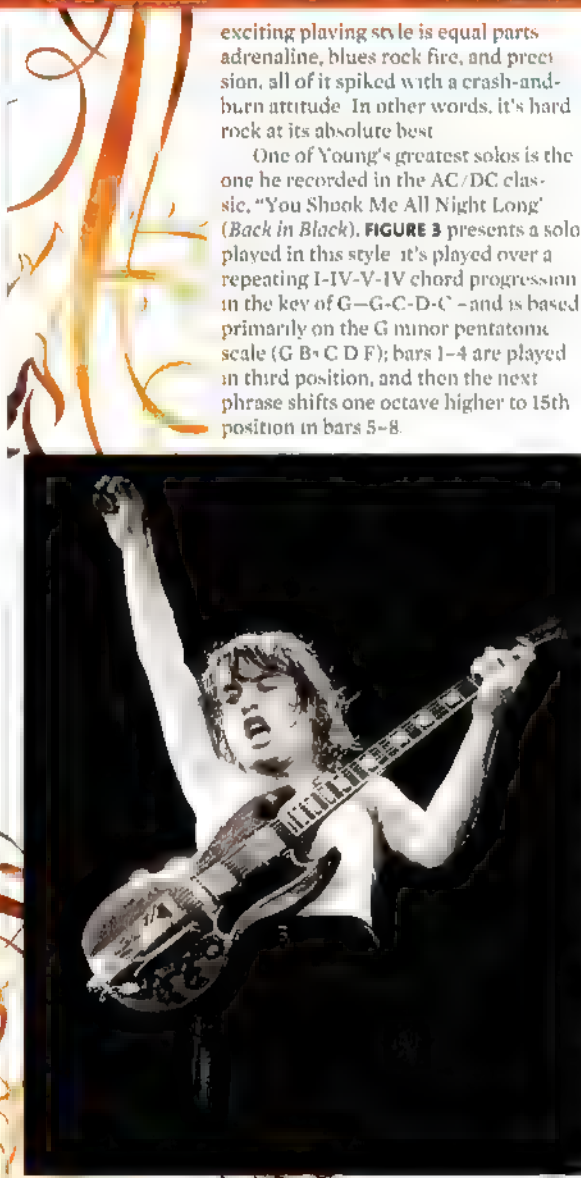 exciting playing style is equal parts
adrenaline, blues rock fire, and preci
sion, all of it spiked with a crash-and-
burn attitude In other words, it's hard
rock at its absolute best
One of Young's greatest solos is the
one he recorded in the AC/DC clas-
sic, "You Shook Me All Night Long"
(Back in Black). FIGURE 3 presents a solo
played in this style it's played over a
repeating I-IV-V-IV chord progression
in the key of G—G-C-D-C –and is based
primarily on the G minor pentatonic
scale (G B♭ C D F); bars 1–4 are played
in third position, and then the next
phrase shifts one octave higher to 15th
position in bars 5–8.